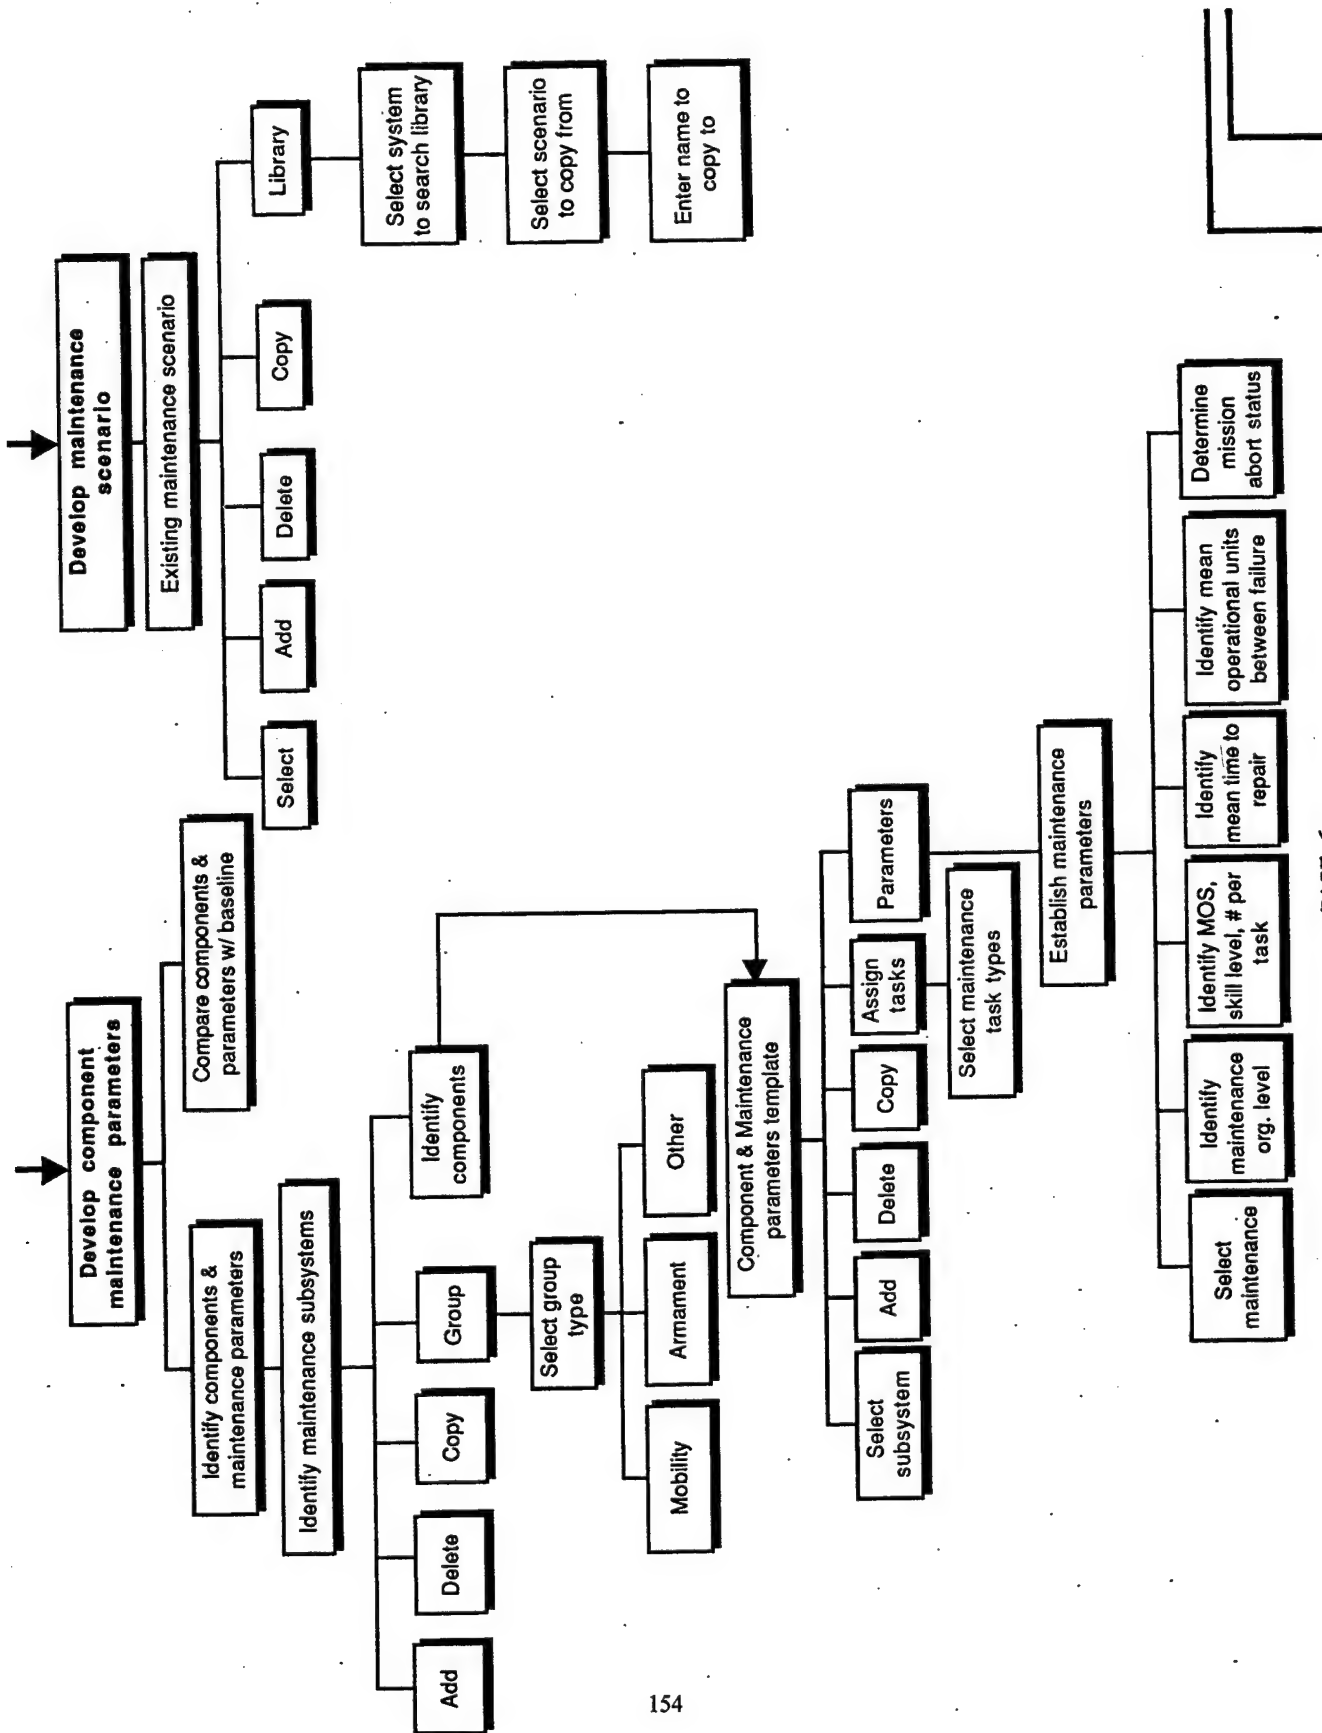 Develop component
maintenance parameters
Identify components &
maintenance parameters
Compare components &
parameters w/ baseline
Identify maintenance subsystems
Add
Delete
Copy
Group
Identify
components
Select group
type
Mobility
Armament
Other
Component & Maintenance
parameters template
Select
subsystem
Add
Delete
Copy
Assign
tasks
Parameters
Select maintenance
task types
Establish maintenance
parameters
Select
maintenance
Identify
maintenance
org. level
Identify MOS,
skill level, # per
task
Identify
mean time to
repair
Identify mean
operational units
between failure
Determine
mission
abort status
Develop maintenance
scenario
Existing maintenance scenario
Select
Add
Delete
Copy
Library
Select system
to search library
Select scenario
to copy from
Enter name to
copy to
154